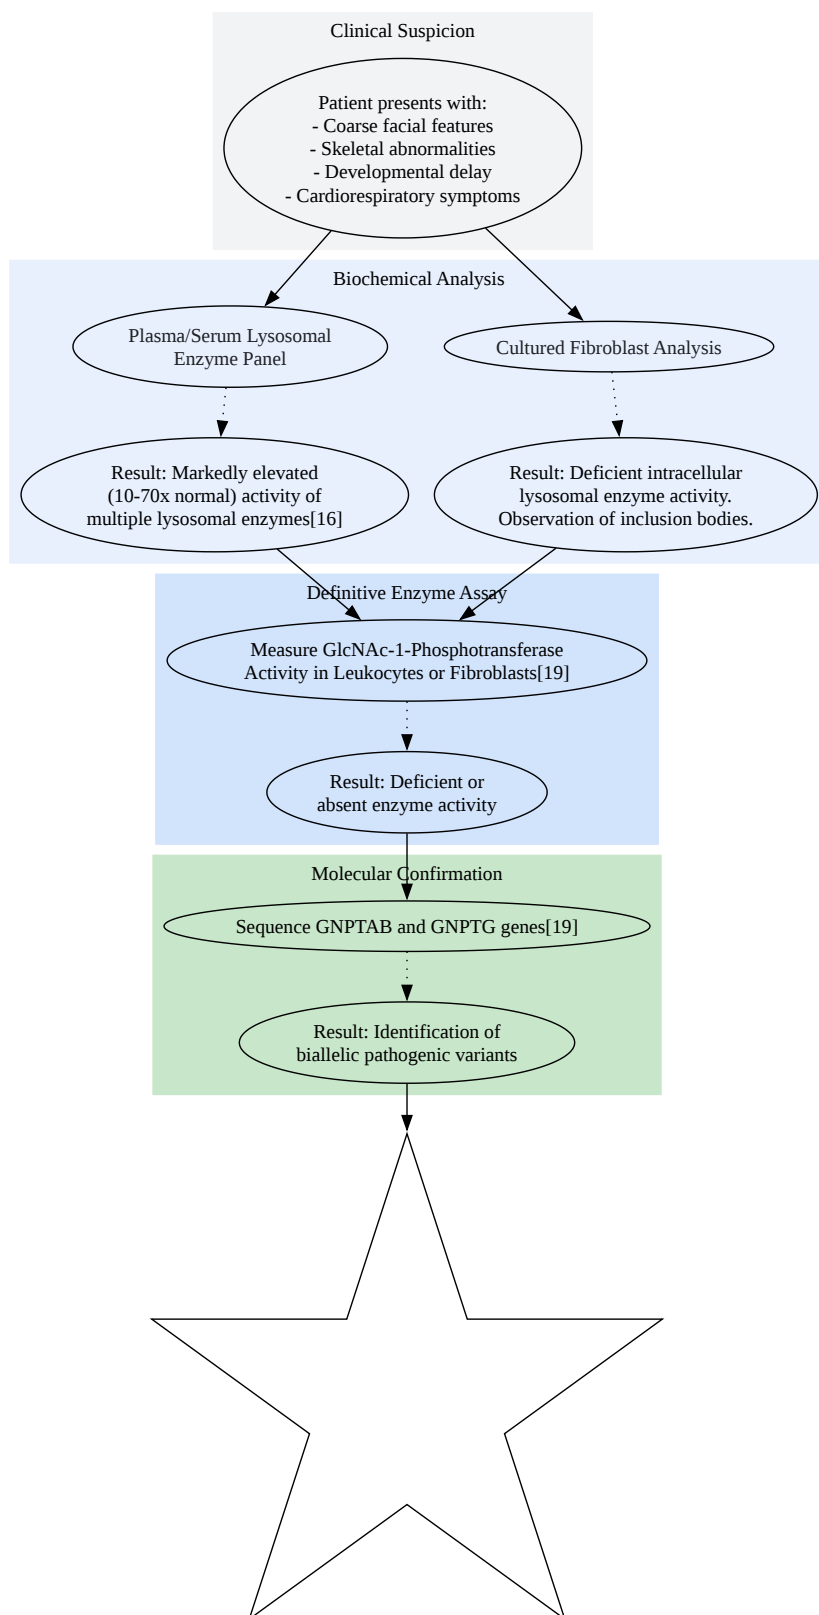 Clinical Suspicion
Patient presents with:
- Coarse facial features
- Skeletal abnormalities
- Developmental delay
- Cardiorespiratory symptoms
Biochemical Analysis
Plasma/Serum Lysosomal
Enzyme Panel
Cultured Fibroblast Analysis
Result: Markedly elevated
(10-70x normal) activity of
multiple lysosomal enzymes[16]
Result: Deficient intracellular
lysosomal enzyme activity.
Observation of inclusion bodies.
Definitive Enzyme Assay
Measure GlcNAc-1-Phosphotransferase
Activity in Leukocytes or Fibroblasts[19]
Result: Deficient or
absent enzyme activity
Molecular Confirmation
Sequence GNPTAB and GNPTG genes[19]
Result: Identification of
biallelic pathogenic variants